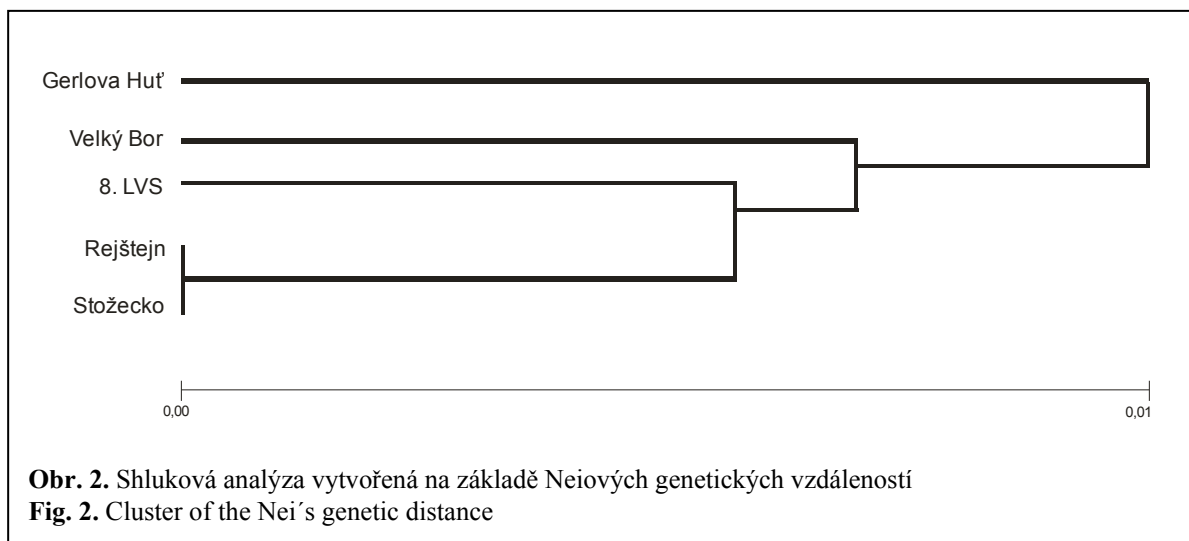 Gerlova Huť
Velký Bor
8. LVS
Rejštejn
Stožecko
0,00 0,01
Obr. 2. Shluková analýza vytvořená na základě Neiových genetických vzdáleností
Fig. 2. Cluster of the Nei´s genetic distance